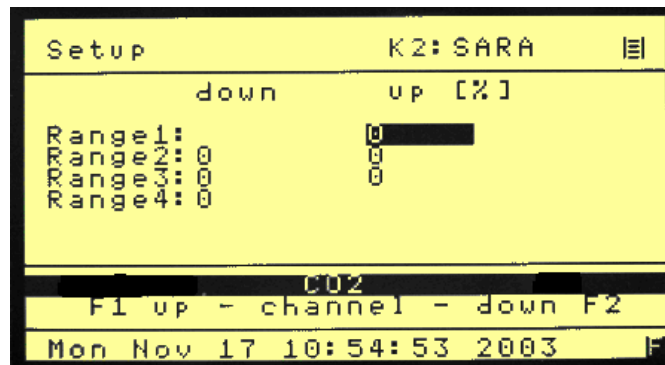 Setup K2:SARA
down up [%]
Range1: 0
Range2:0 0
Range3:0 0
Range4:0
CO2
F1 up - channel - down F2
Mon Nov 17 10:54:53 2003